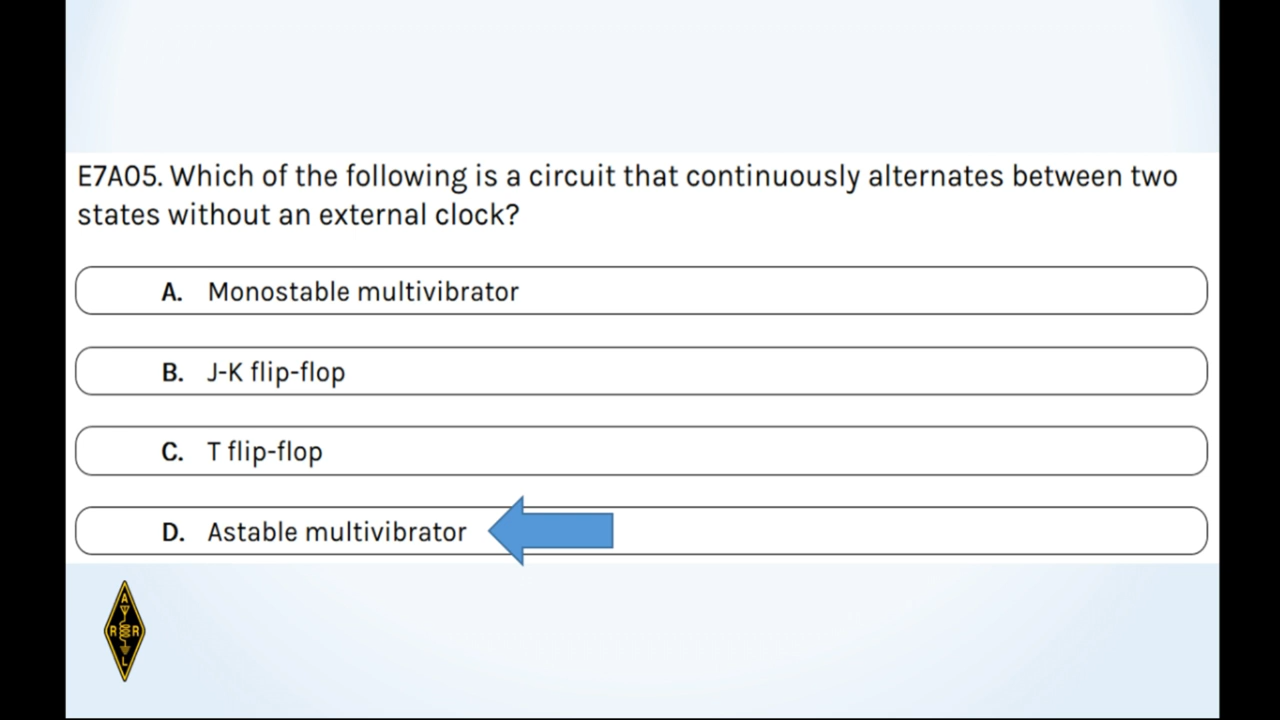 E7A05. Which of the following is a circuit that continuously alternates between two
states without an external clock?
A. Monostable multivibrator
B. J-K flip-flop
C. T flip-flop
D. Astable multivibrator
A
R R
L